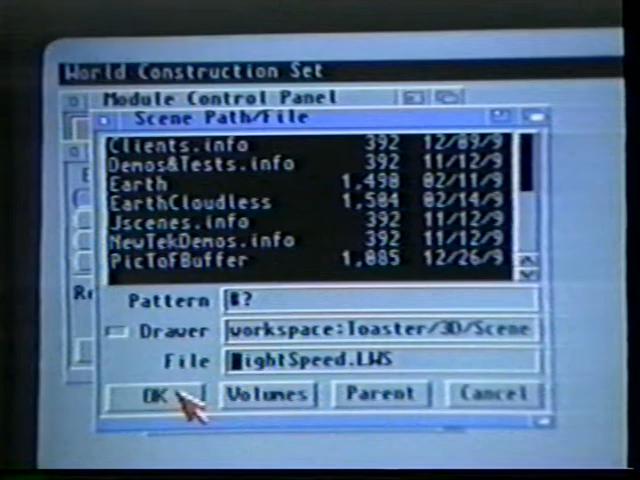 World Construction Set
Module Control Panel
Scene Path/File
Clients.info 392 12/09/9
Demos&Tests.info 392 11/12/9
Earth 1,498 02/11/9
EarthCloudless 1,504 02/14/9
Jscenes.info 392 11/12/9
NewTekDemos.info 392 11/12/9
PicToFBuffer 1,885 12/26/9
Pattern #?
Drawer workspace:Toaster/3D/Scene
File RightSpeed.LWS
OK Volumes Parent Cancel